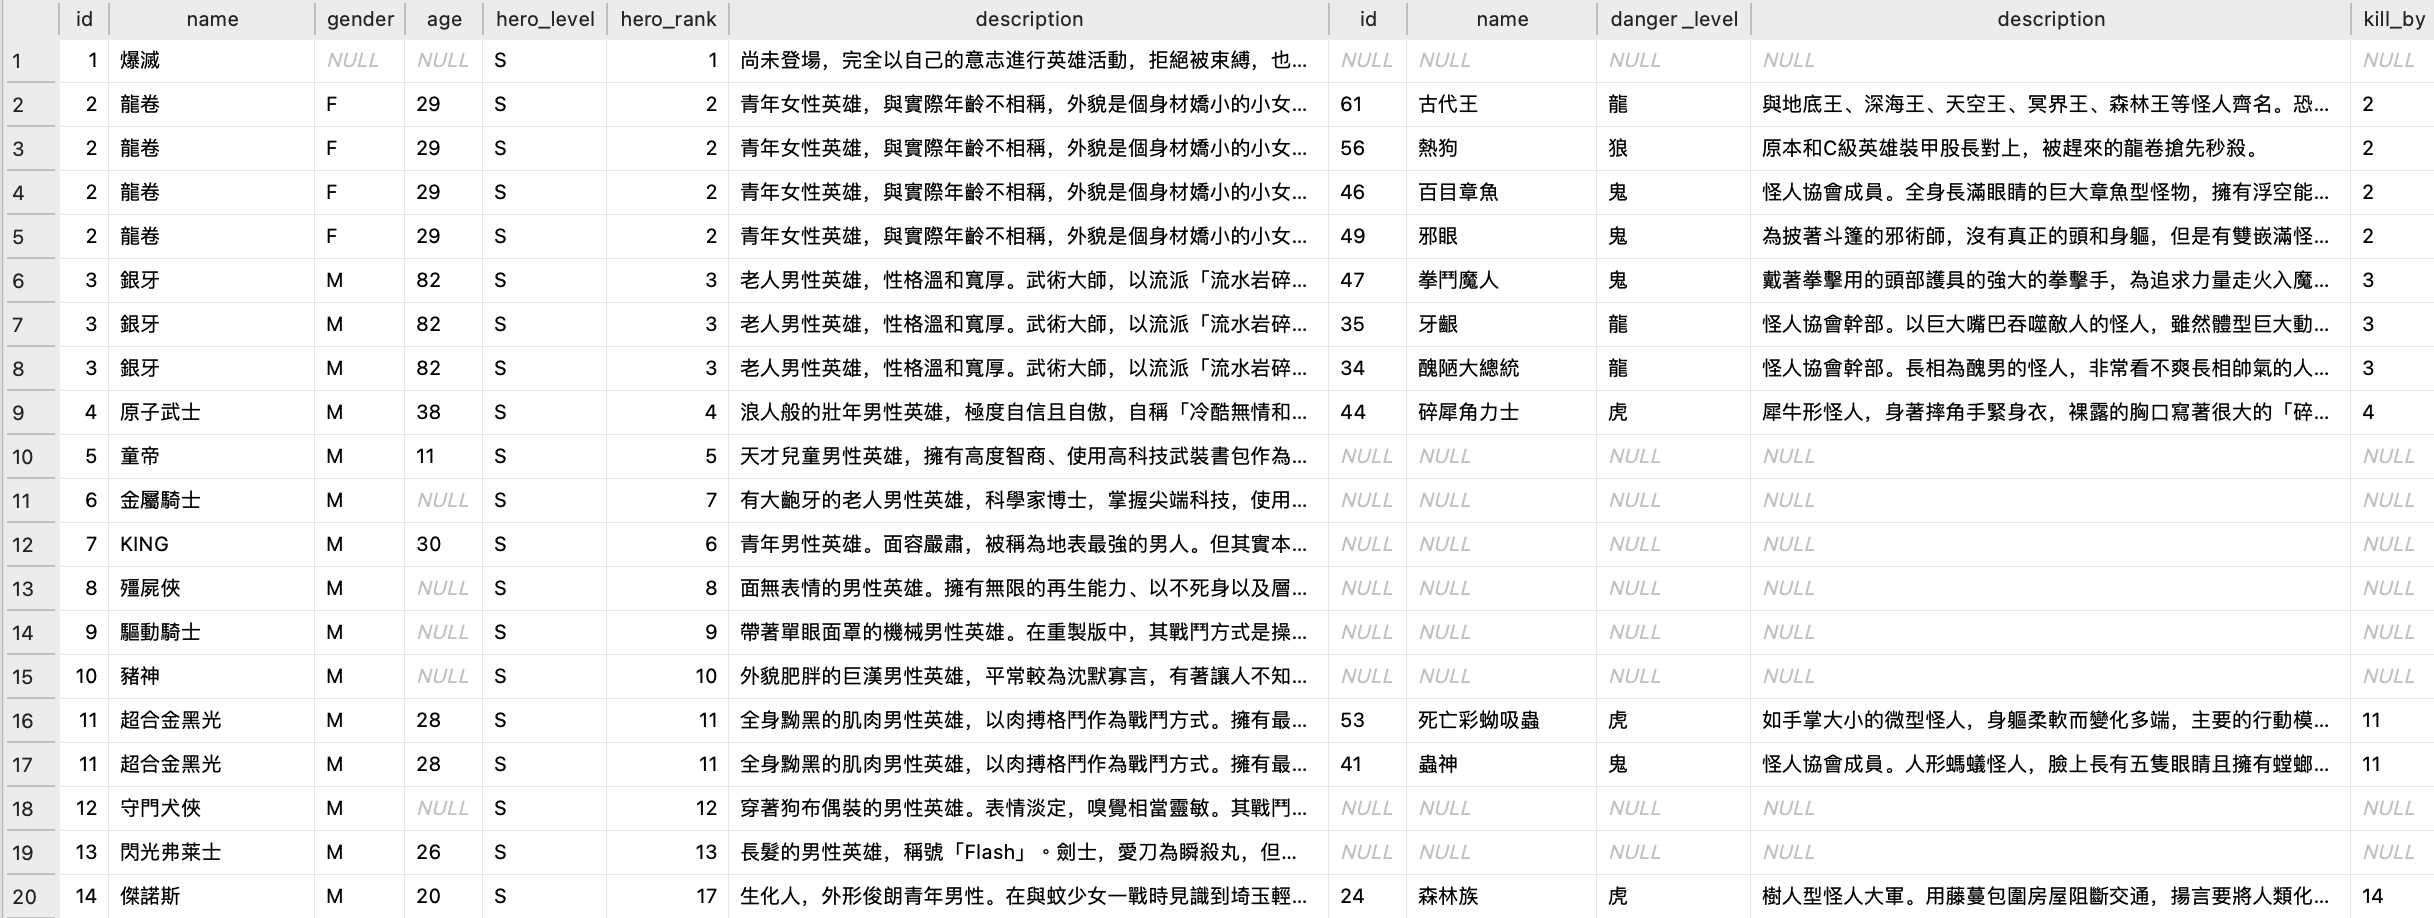 id name gender age hero_level hero_rank description id name danger _level description kill_by
1 1 爆滅 NULL NULL S 1 尚未登場，完全以自己的意志進行英雄活動，拒絕被束縛，也... NULL NULL NULL NULL NULL
2 2 龍卷 F 29 S 2 青年女性英雄，與實際年齡不相稱，外貌是個身材嬌小的小女... 61 古代王 龍 與地底王、深海王、天空王、冥界王、森林王等怪人齊名。恐... 2
3 2 龍卷 F 29 S 2 青年女性英雄，與實際年齡不相稱，外貌是個身材嬌小的小女... 56 熱狗 狼 原本和C級英雄裝甲股長對上，被趕來的龍卷搶先秒殺。 2
4 2 龍卷 F 29 S 2 青年女性英雄，與實際年齡不相稱，外貌是個身材嬌小的小女... 46 百目章魚 鬼 怪人協會成員。全身長滿眼睛的巨大章魚型怪物，擁有浮空能... 2
5 2 龍卷 F 29 S 2 青年女性英雄，與實際年齡不相稱，外貌是個身材嬌小的小女... 49 邪眼 鬼 為披著斗篷的邪術師，沒有真正的頭和身軀，但是有雙嵌滿怪... 2
6 3 銀牙 M 82 S 3 老人男性英雄，性格溫和寬厚。武術大師，以流派「流水岩碎... 47 拳鬥魔人 鬼 戴著拳擊用的頭部護具的強大的拳擊手，為追求力量走火入魔... 3
7 3 銀牙 M 82 S 3 老人男性英雄，性格溫和寬厚。武術大師，以流派「流水岩碎... 35 牙齦 龍 怪人協會幹部。以巨大嘴巴吞噬敵人的怪人，雖然體型巨大動... 3
8 3 銀牙 M 82 S 3 老人男性英雄，性格溫和寬厚。武術大師，以流派「流水岩碎... 34 醜陋大總統 龍 怪人協會幹部。長相為醜男的怪人，非常看不爽長相帥氣的人... 3
9 4 原子武士 M 38 S 4 浪人般的壯年男性英雄，極度自信且自傲，自稱「冷酷無情和... 44 碎犀角力士 虎 犀牛形怪人，身著摔角手緊身衣，裸露的胸口寫著很大的「碎... 4
10 5 童帝 M 11 S 5 天才兒童男性英雄，擁有高度智商、使用高科技武裝書包作為... NULL NULL NULL NULL NULL
11 6 金屬騎士 M NULL S 7 有大齙牙的老人男性英雄，科學家博士，掌握尖端科技，使用... NULL NULL NULL NULL NULL
12 7 KING M 30 S 6 青年男性英雄。面容嚴肅，被稱為地表最強的男人。但其實本... NULL NULL NULL NULL NULL
13 8 殭屍俠 M NULL S 8 面無表情的男性英雄。擁有無限的再生能力、以不死身以及層... NULL NULL NULL NULL NULL
14 9 驅動騎士 M NULL S 9 帶著單眼面罩的機械男性英雄。在重製版中，其戰鬥方式是操... NULL NULL NULL NULL NULL
15 10 豬神 M NULL S 10 外貌肥胖的巨漢男性英雄，平常較為沈默寡言，有著讓人不知... NULL NULL NULL NULL NULL
16 11 超合金黑光 M 28 S 11 全身黝黑的肌肉男性英雄，以肉搏格鬥作為戰鬥方式。擁有最... 53 死亡彩蚴吸蟲 虎 如手掌大小的微型怪人，身軀柔軟而變化多端，主要的行動模... 11
17 11 超合金黑光 M 28 S 11 全身黝黑的肌肉男性英雄，以肉搏格鬥作為戰鬥方式。擁有最... 41 蟲神 鬼 怪人協會成員。人形螞蟻怪人，臉上長有五隻眼睛且擁有螳螂... 11
18 12 守門犬俠 M NULL S 12 穿著狗布偶裝的男性英雄。表情淡定，嗅覺相當靈敏。其戰鬥... NULL NULL NULL NULL NULL
19 13 閃光弗萊士 M 26 S 13 長髮的男性英雄，稱號「Flash」。劍士，愛刀為瞬殺丸，但... NULL NULL NULL NULL NULL
20 14 傑諾斯 M 20 S 17 生化人，外形俊朗青年男性。在與蚊少女一戰時見識到埼玉輕... 24 森林族 虎 樹人型怪人大軍。用藤蔓包圍房屋阻斷交通，揚言要將人類化... 14